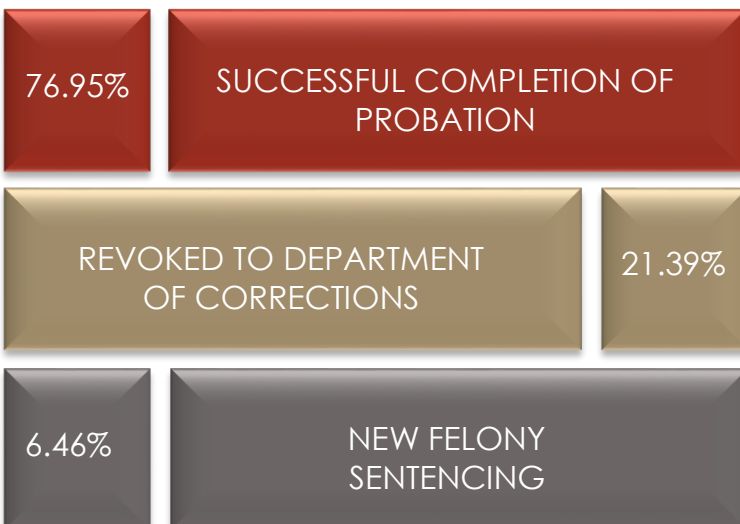 76.95%
SUCCESSFUL COMPLETION OF
PROBATION
REVOKED TO DEPARTMENT
OF CORRECTIONS
21.39%
6.46%
NEW FELONY
SENTENCING